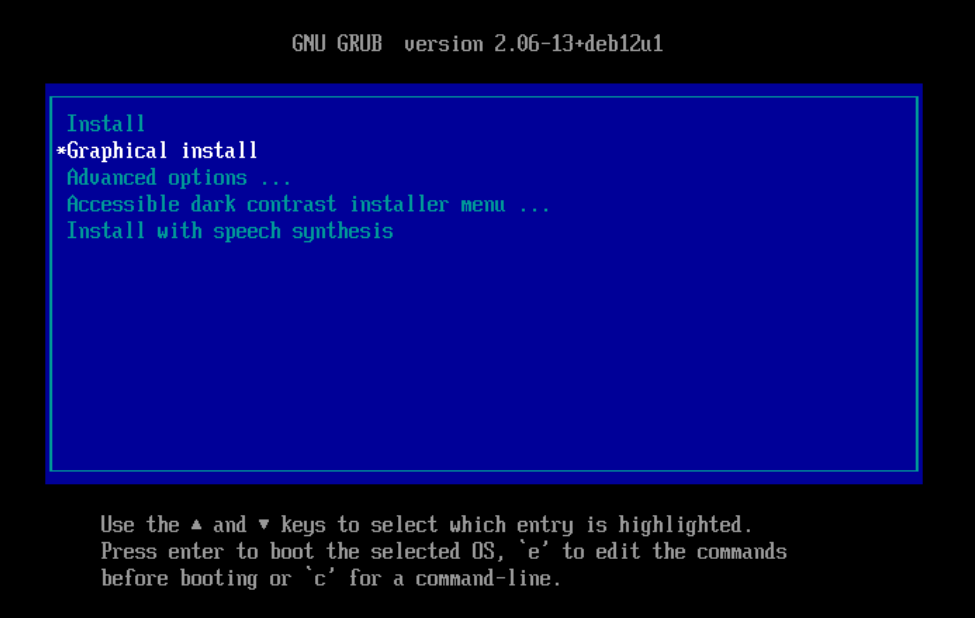 GNU GRUB  version 2.06-13+deb12u1
Install
*Graphical install
Advanced options ...
Accessible dark contrast installer menu ...
Install with speech synthesis
Use the ▲ and ▼ keys to select which entry is highlighted.
Press enter to boot the selected OS, `e' to edit the commands
before booting or `c' for a command-line.